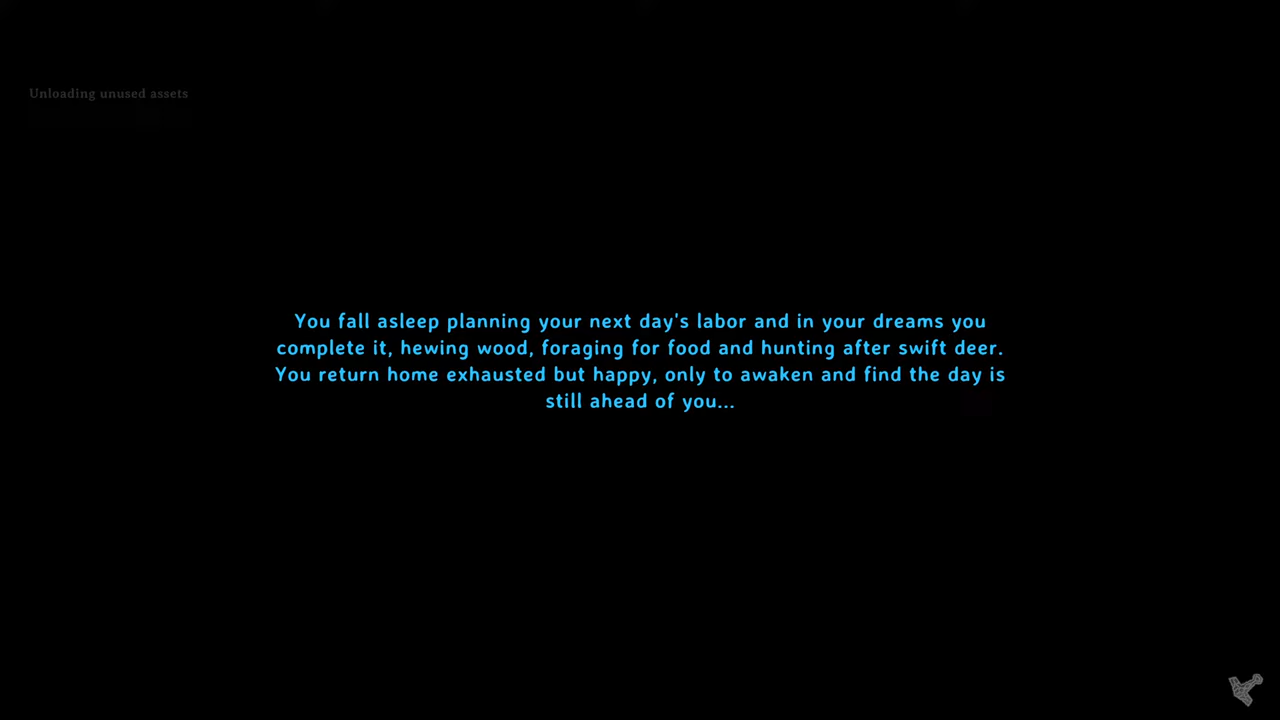 Unloading unused assets
You fall asleep planning your next day's labor and in your dreams you
complete it, hewing wood, foraging for food and hunting after swift deer.
You return home exhausted but happy, only to awaken and find the day is
still ahead of you...